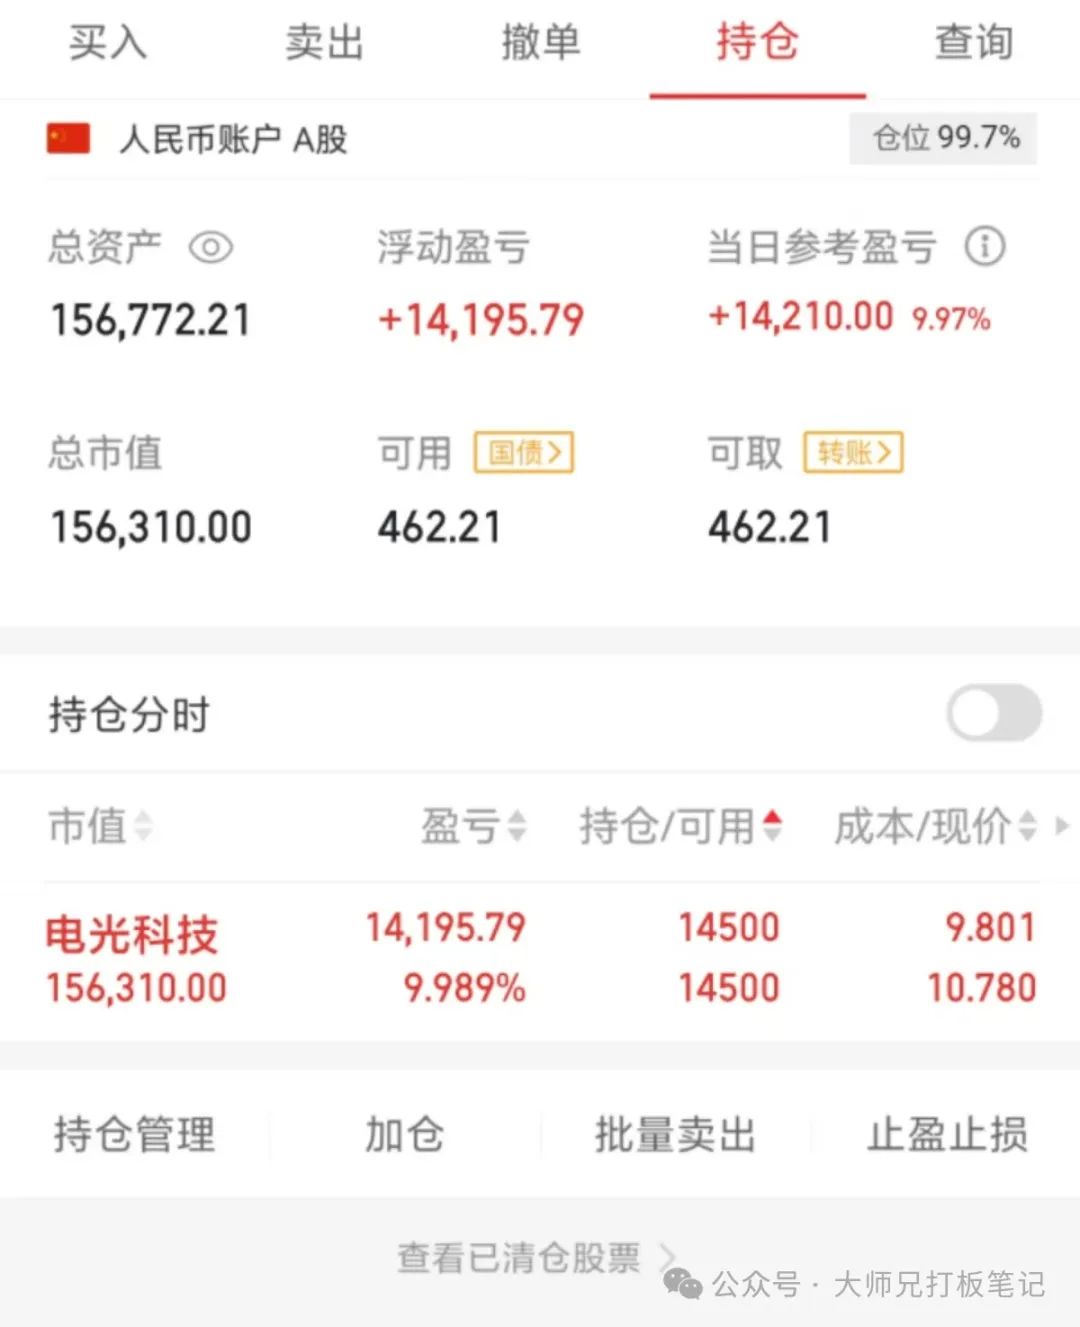 买入 卖出 撤单 持仓 查询
人民币账户 A股 仓位 99.7%
总资产 浮动盈亏 当日参考盈亏
156,772.21 +14,195.79 +14,210.00 9.97%
总市值 可用 国债> 可取 转账>
156,310.00 462.21 462.21
持仓分时
市值 盈亏 持仓/可用 成本/现价
电光科技 14,195.79 14500 9.801
156,310.00 9.989% 14500 10.780
持仓管理 加仓 批量卖出 止盈止损
查看已清仓股票 >
公众号 · 大师兄打板笔记